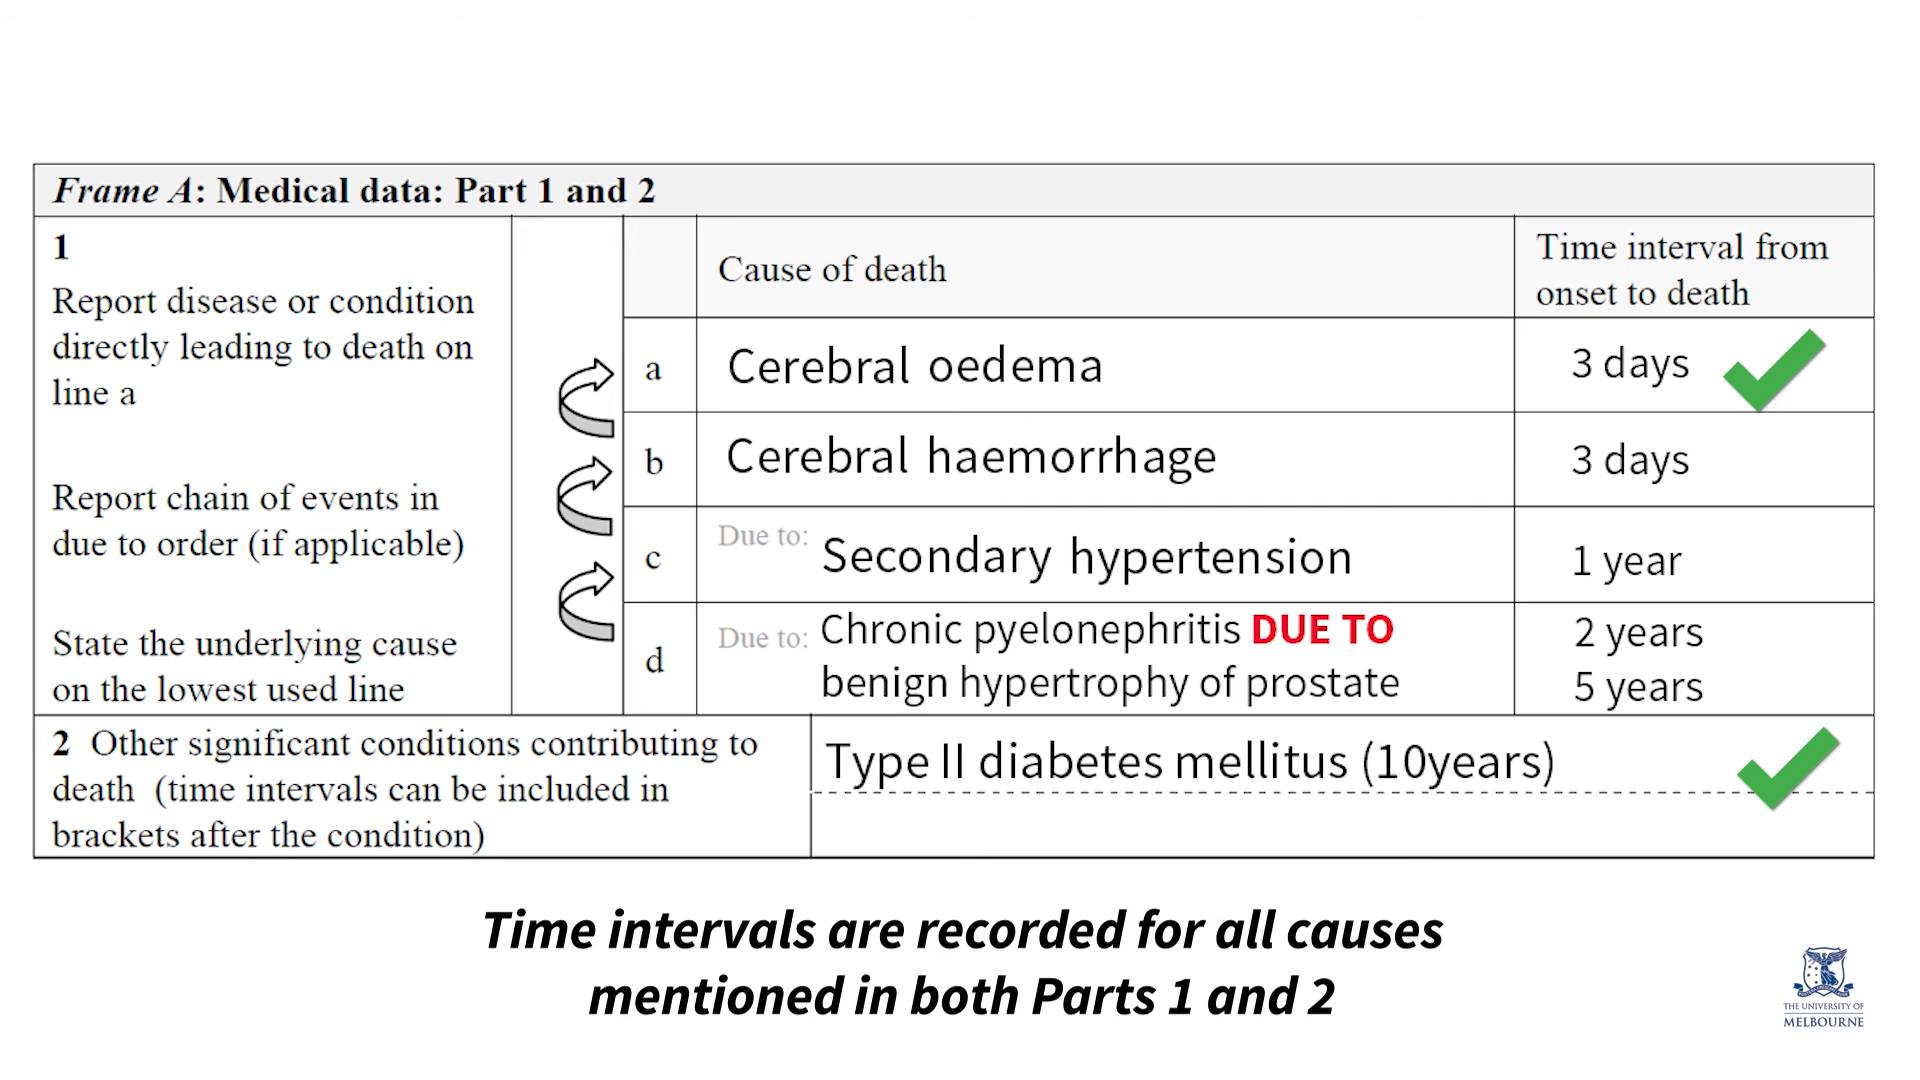 Frame A: Medical data: Part 1 and 2
1
Report disease or condition
directly leading to death on
line a
Report chain of events in
due to order (if applicable)
State the underlying cause
on the lowest used line
Cause of death
Time interval from
onset to death
a Cerebral oedema 3 days
b Cerebral haemorrhage 3 days
c Due to: Secondary hypertension 1 year
d Due to: Chronic pyelonephritis DUE TO 2 years
benign hypertrophy of prostate 5 years
2 Other significant conditions contributing to
death (time intervals can be included in
brackets after the condition)
Type II diabetes mellitus (10years)
Time intervals are recorded for all causes
mentioned in both Parts 1 and 2
THE UNIVERSITY OF
MELBOURNE